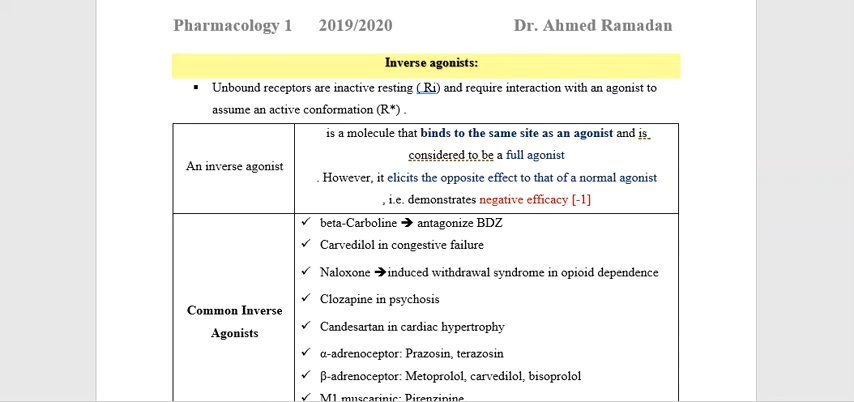 Pharmacology 1 2019/2020 Dr. Ahmed Ramadan
Inverse agonists:
▪ Unbound receptors are inactive resting ( Ri) and require interaction with an agonist to
assume an active conformation (R*) .
An inverse agonist
is a molecule that binds to the same site as an agonist and is
considered to be a full agonist
. However, it elicits the opposite effect to that of a normal agonist
, i.e. demonstrates negative efficacy [-1]
Common Inverse
Agonists
✓ beta-Carboline ➔ antagonize BDZ
✓ Carvedilol in congestive failure
✓ Naloxone ➔induced withdrawal syndrome in opioid dependence
✓ Clozapine in psychosis
✓ Candesartan in cardiac hypertrophy
✓ α-adrenoceptor: Prazosin, terazosin
✓ β-adrenoceptor: Metoprolol, carvedilol, bisoprolol
✓ M1 muscarinic: Pirenzipine